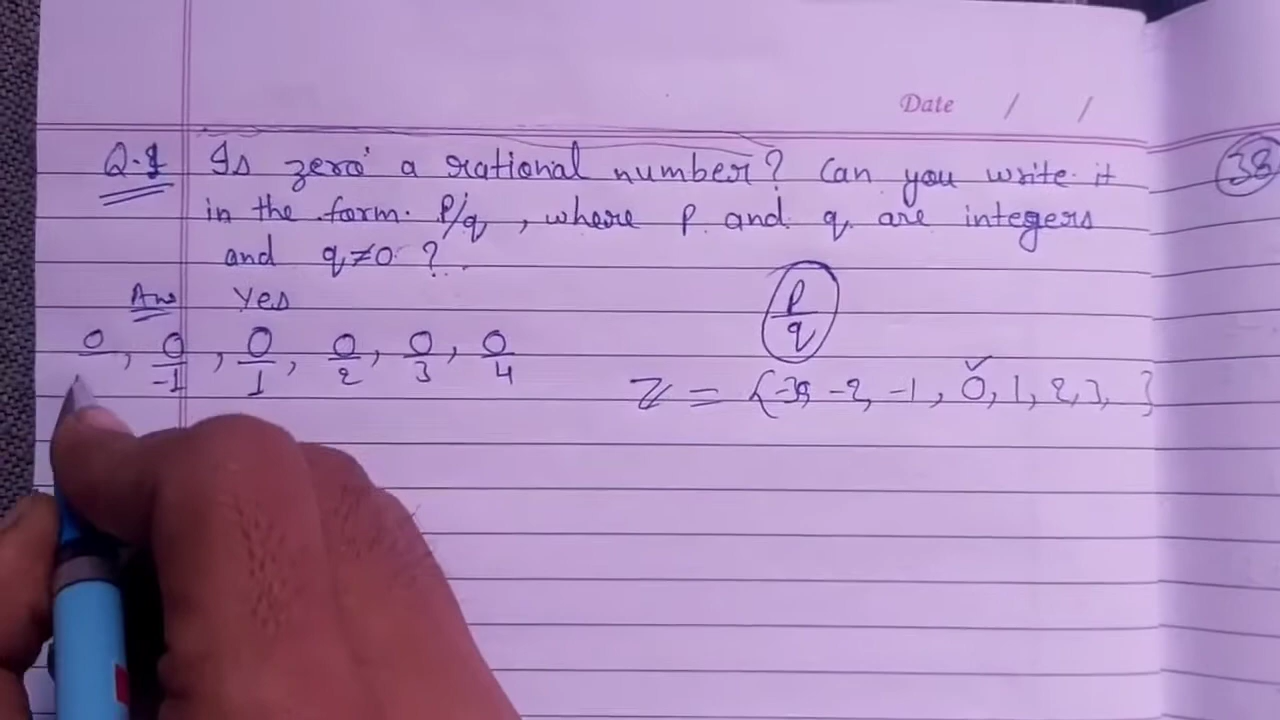 Date / /
38
Q.1 Is zero a rational number? Can you write it
in the form P/q, where P and q are integers
and q≠0 ?
Ans Yes
P/q
0/ , 0/-1 , 0/1 , 0/2 , 0/3 , 0/4
Z = {-3, -2, -1, 0, 1, 2, 3, }